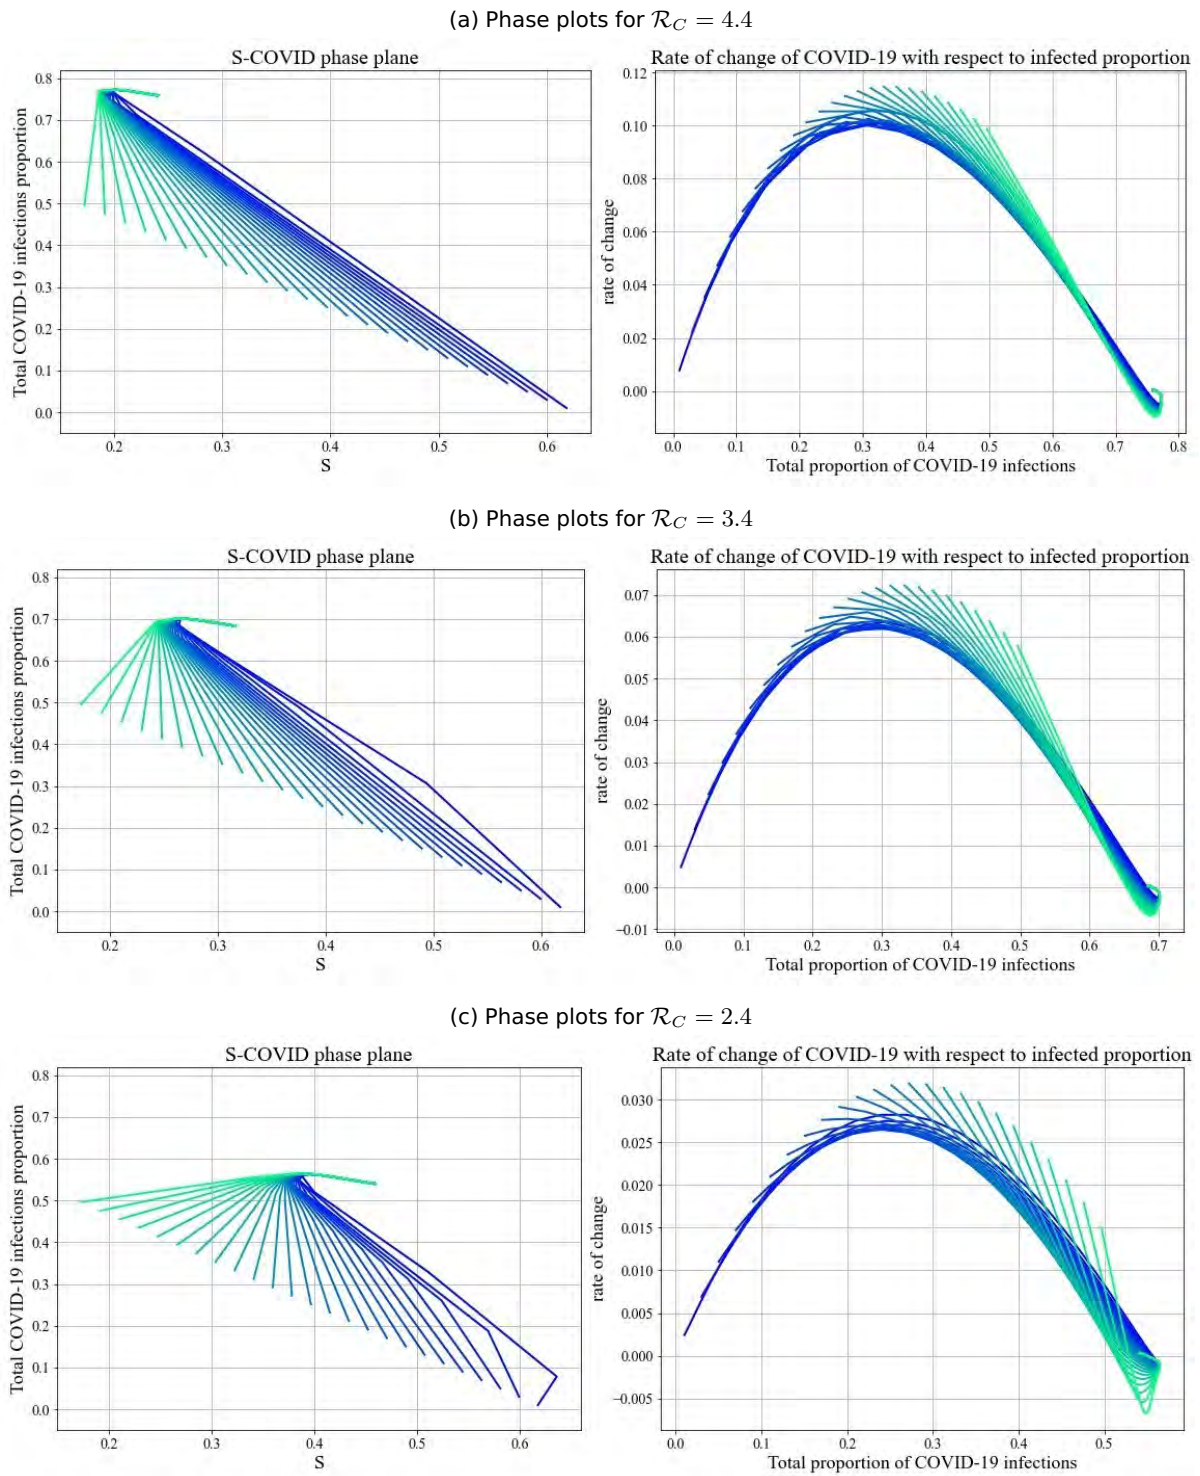 (a) Phase plots for R_C = 4.4
S-COVID phase plane
Total COVID-19 infections proportion
0.8
0.7
0.6
0.5
0.4
0.3
0.2
0.1
0.0
0.2 0.3 0.4 0.5 0.6
S
Rate of change of COVID-19 with respect to infected proportion
rate of change
0.12
0.10
0.08
0.06
0.04
0.02
0.00
0.0 0.1 0.2 0.3 0.4 0.5 0.6 0.7 0.8
Total proportion of COVID-19 infections
(b) Phase plots for R_C = 3.4
S-COVID phase plane
Total COVID-19 infections proportion
0.8
0.7
0.6
0.5
0.4
0.3
0.2
0.1
0.0
0.2 0.3 0.4 0.5 0.6
S
Rate of change of COVID-19 with respect to infected proportion
rate of change
0.07
0.06
0.05
0.04
0.03
0.02
0.01
0.00
−0.01
0.0 0.1 0.2 0.3 0.4 0.5 0.6 0.7
Total proportion of COVID-19 infections
(c) Phase plots for R_C = 2.4
S-COVID phase plane
Total COVID-19 infections proportion
0.8
0.7
0.6
0.5
0.4
0.3
0.2
0.1
0.0
0.2 0.3 0.4 0.5 0.6
S
Rate of change of COVID-19 with respect to infected proportion
rate of change
0.030
0.025
0.020
0.015
0.010
0.005
0.000
−0.005
0.0 0.1 0.2 0.3 0.4 0.5
Total proportion of COVID-19 infections